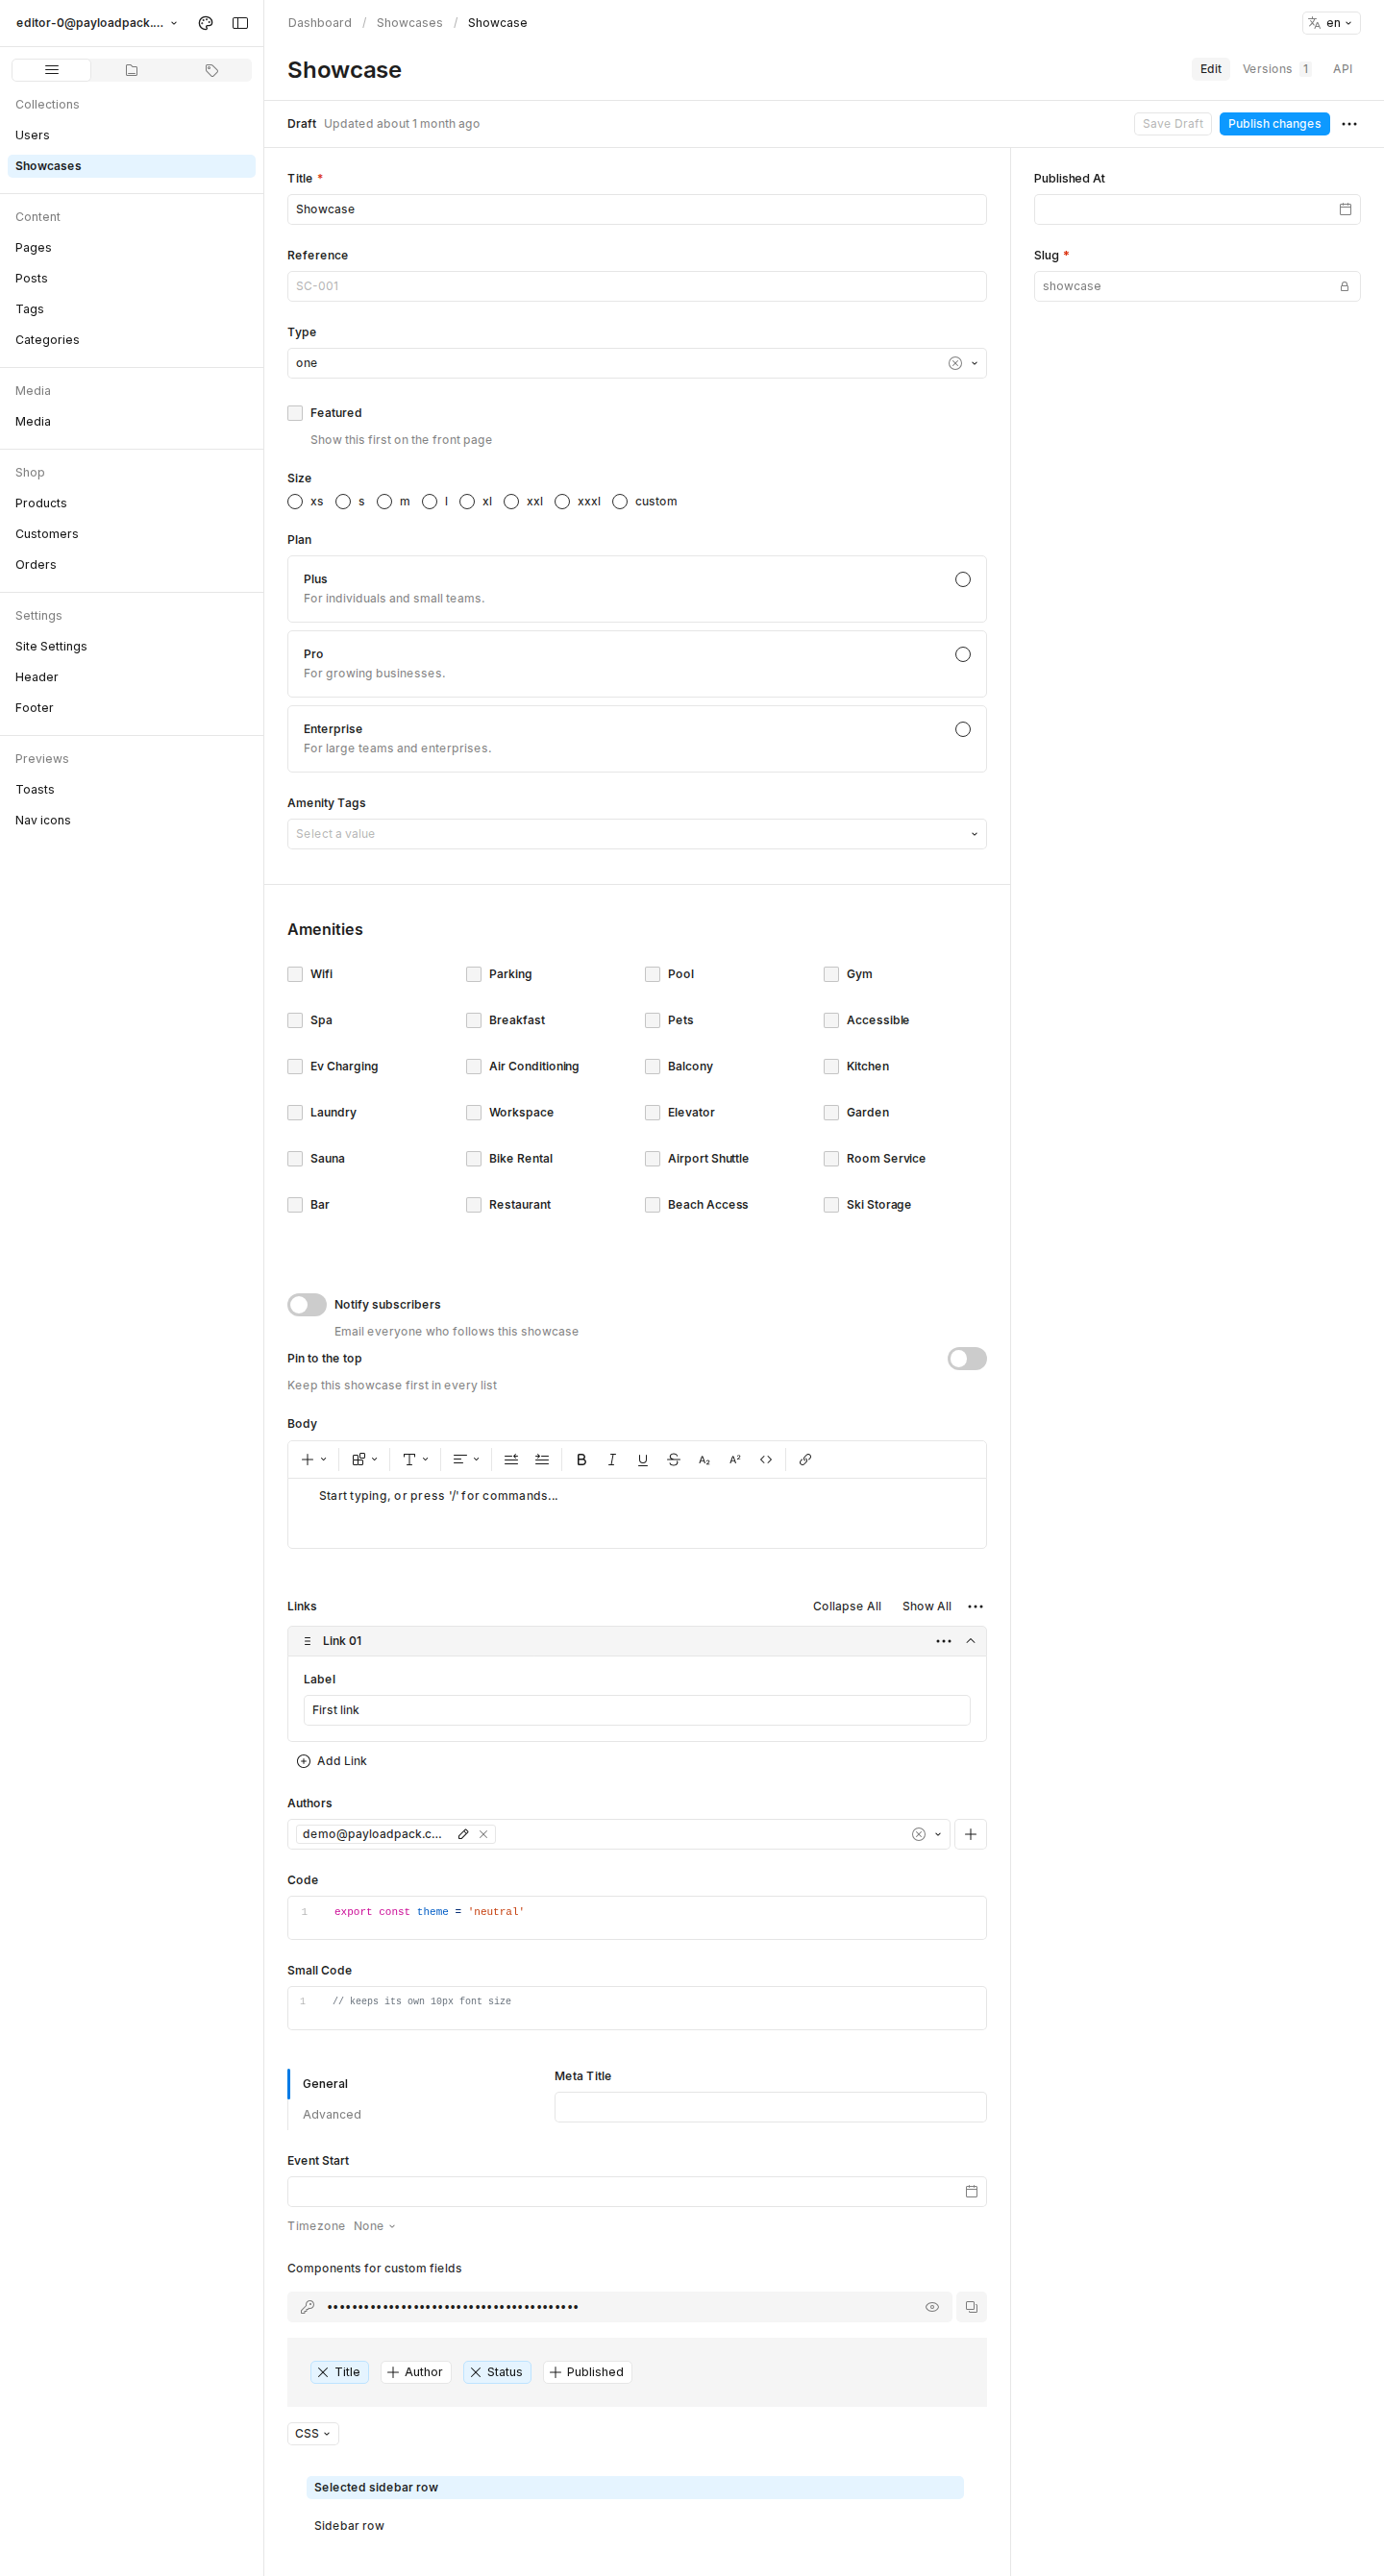 editor-0@payloadpack....
Collections
Users
Showcases
Content
Pages
Posts
Tags
Categories
Media
Media
Shop
Products
Customers
Orders
Settings
Site Settings
Header
Footer
Previews
Toasts
Nav icons
Dashboard / Showcases / Showcase
en
Showcase
Edit Versions 1 API
Draft Updated about 1 month ago
Save Draft Publish changes
Title *
Showcase
Reference
SC-001
Type
one
Featured
Show this first on the front page
Size
xs s m l xl xxl xxxl custom
Plan
Plus
For individuals and small teams.
Pro
For growing businesses.
Enterprise
For large teams and enterprises.
Amenity Tags
Select a value
Amenities
Wifi Parking Pool Gym
Spa Breakfast Pets Accessible
Ev Charging Air Conditioning Balcony Kitchen
Laundry Workspace Elevator Garden
Sauna Bike Rental Airport Shuttle Room Service
Bar Restaurant Beach Access Ski Storage
Notify subscribers
Email everyone who follows this showcase
Pin to the top
Keep this showcase first in every list
Body
Start typing, or press '/' for commands...
Links Collapse All Show All
Link 01
Label
First link
Add Link
Authors
demo@payloadpack.c...
Code
1 export const theme = 'neutral'
Small Code
1 // keeps its own 10px font size
General
Advanced
Meta Title
Event Start
Timezone None
Components for custom fields
•••••••••••••••••••••••••••••••••••••••••
Title Author Status Published
CSS
Selected sidebar row
Sidebar row
Published At
Slug *
showcase